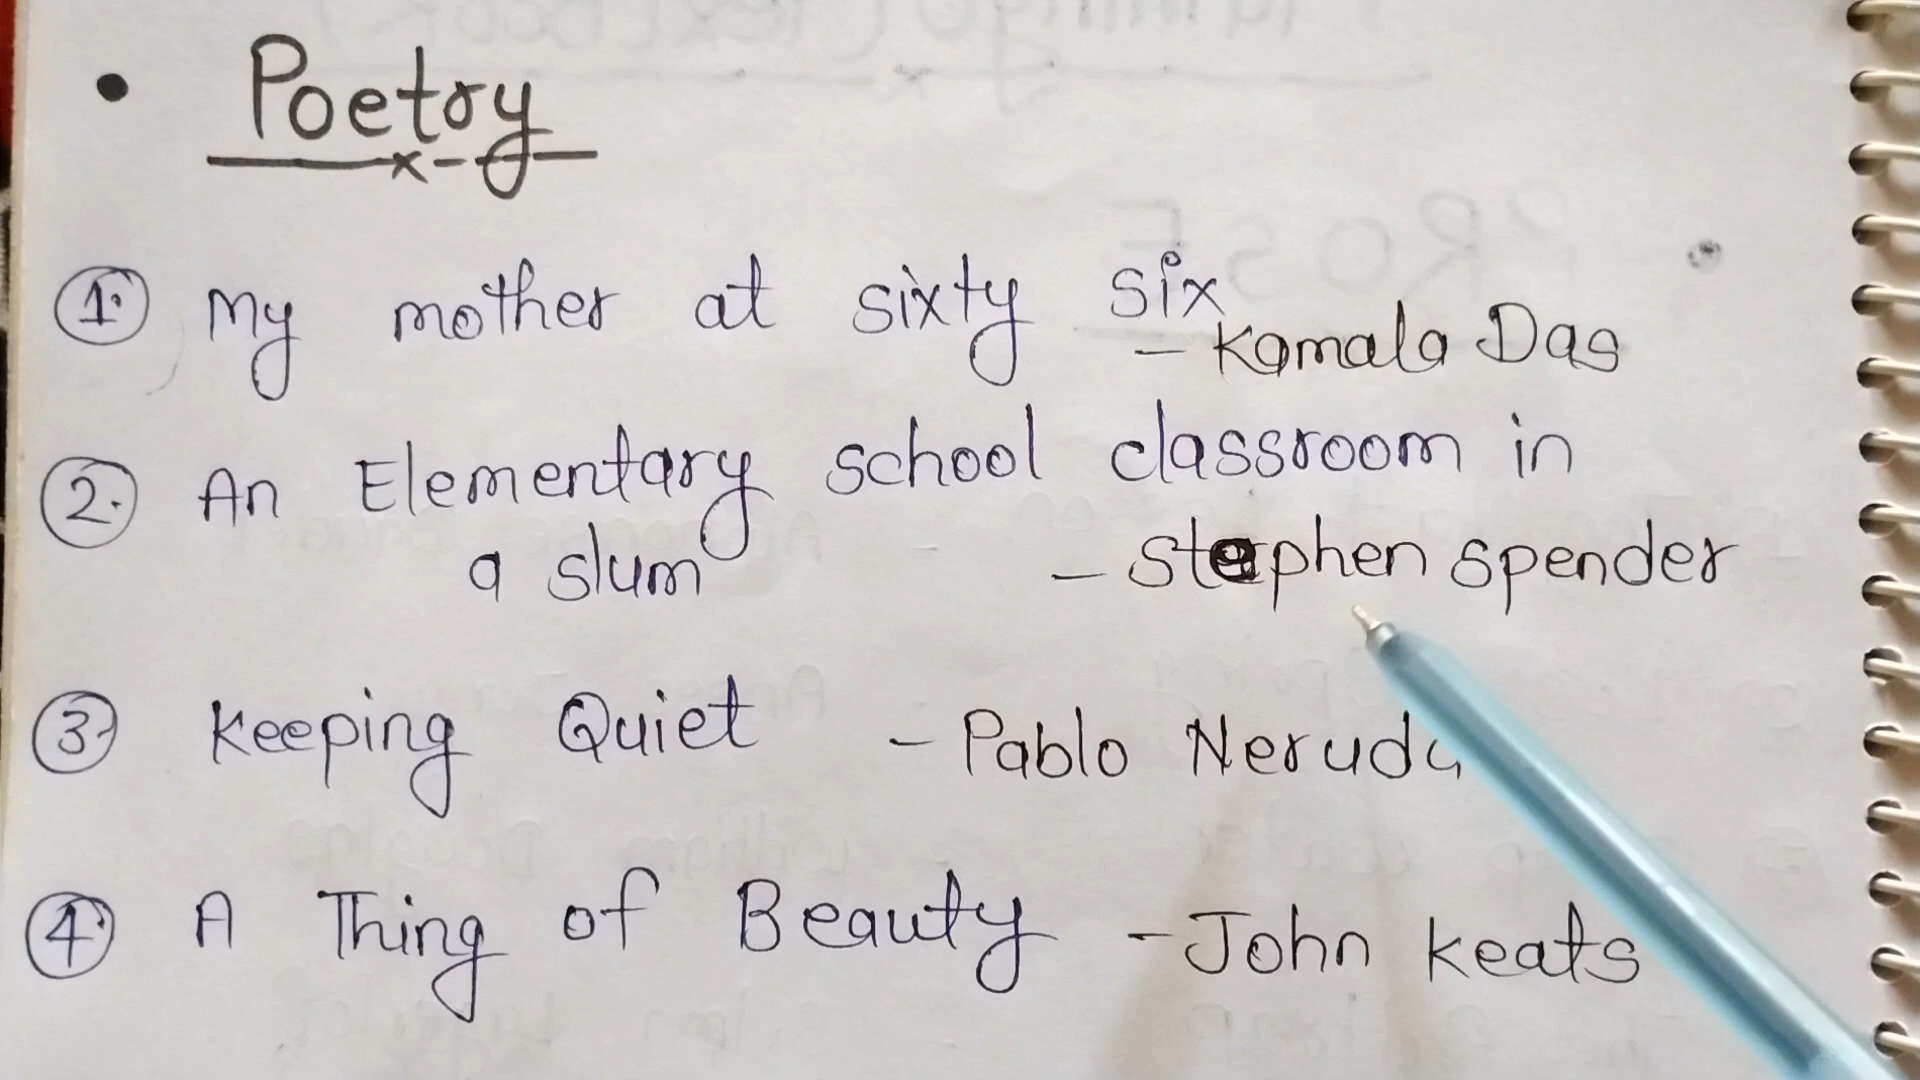 • Poetry
1. My mother at sixty six
- Kamala Das
2. An Elementary school classroom in
a slum - Stephen spender
3. Keeping Quiet - Pablo Neruda
4. A Thing of Beauty - John Keats